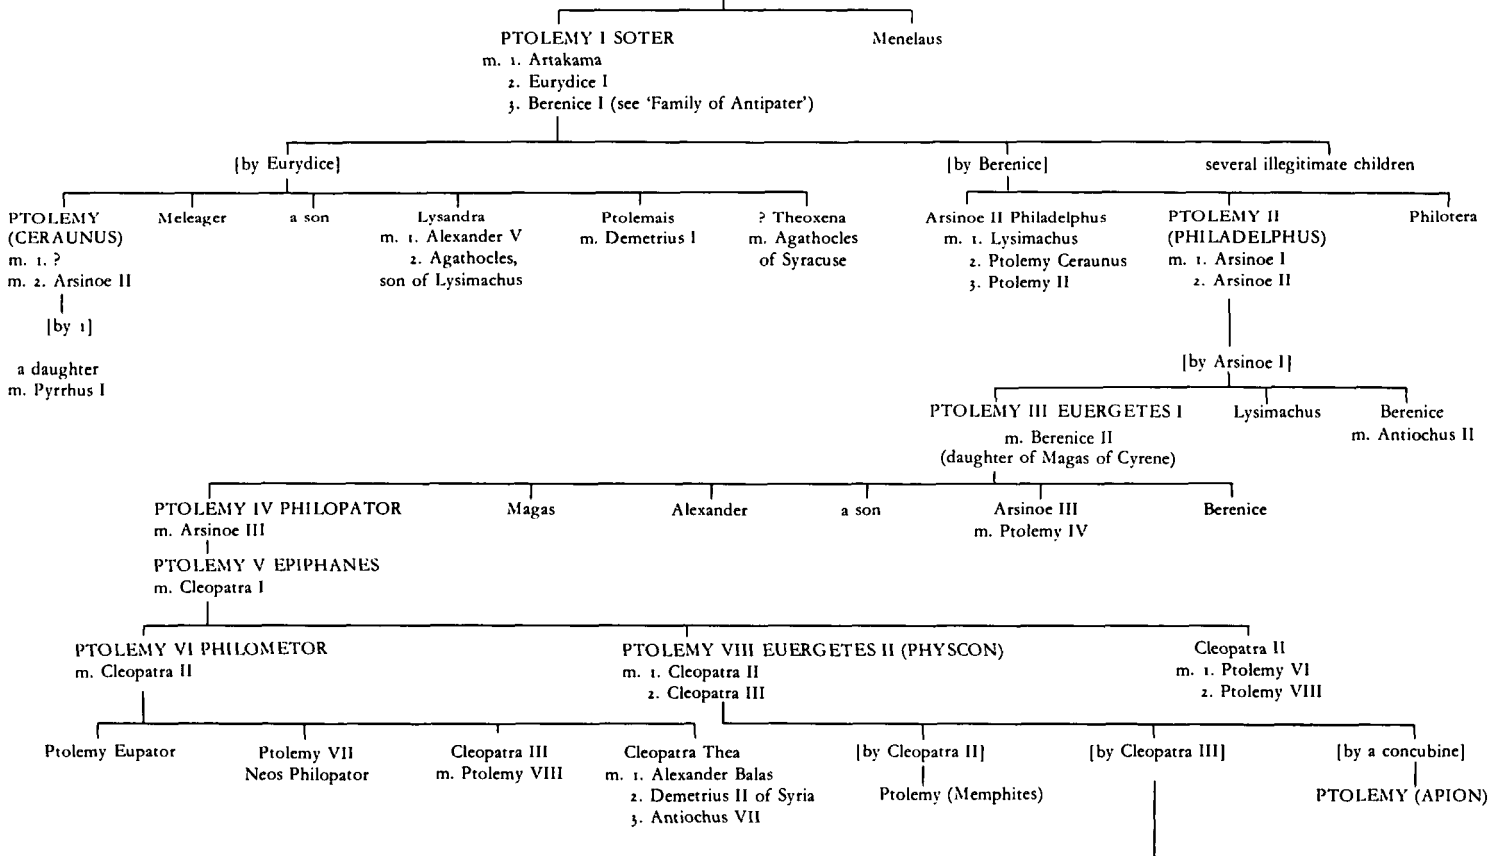 PTOLEMY I SOTER
m. 1. Artakama
2. Eurydice I
3. Berenice I (see 'Family of Antipater')
Menelaus
[by Eurydice]
[by Berenice]
several illegitimate children
PTOLEMY
(CERAUNUS)
m. 1. ?
m. 2. Arsinoe II
[by 1]
a daughter
m. Pyrrhus I
Meleager
a son
Lysandra
m. 1. Alexander V
2. Agathocles,
son of Lysimachus
Ptolemais
m. Demetrius I
? Theoxena
m. Agathocles
of Syracuse
Arsinoe II Philadelphus
m. 1. Lysimachus
2. Ptolemy Ceraunus
3. Ptolemy II
PTOLEMY II
(PHILADELPHUS)
m. 1. Arsinoe I
2. Arsinoe II
Philotera
[by Arsinoe I]
PTOLEMY III EUERGETES I
m. Berenice II
(daughter of Magas of Cyrene)
Lysimachus
Berenice
m. Antiochus II
PTOLEMY IV PHILOPATOR
m. Arsinoe III
Magas
Alexander
a son
Arsinoe III
m. Ptolemy IV
Berenice
PTOLEMY V EPIPHANES
m. Cleopatra I
PTOLEMY VI PHILOMETOR
m. Cleopatra II
PTOLEMY VIII EUERGETES II (PHYSCON)
m. 1. Cleopatra II
2. Cleopatra III
Cleopatra II
m. 1. Ptolemy VI
2. Ptolemy VIII
Ptolemy Eupator
Ptolemy VII
Neos Philopator
Cleopatra III
m. Ptolemy VIII
Cleopatra Thea
m. 1. Alexander Balas
2. Demetrius II of Syria
3. Antiochus VII
[by Cleopatra II]
Ptolemy (Memphites)
[by Cleopatra III]
[by a concubine]
PTOLEMY (APION)